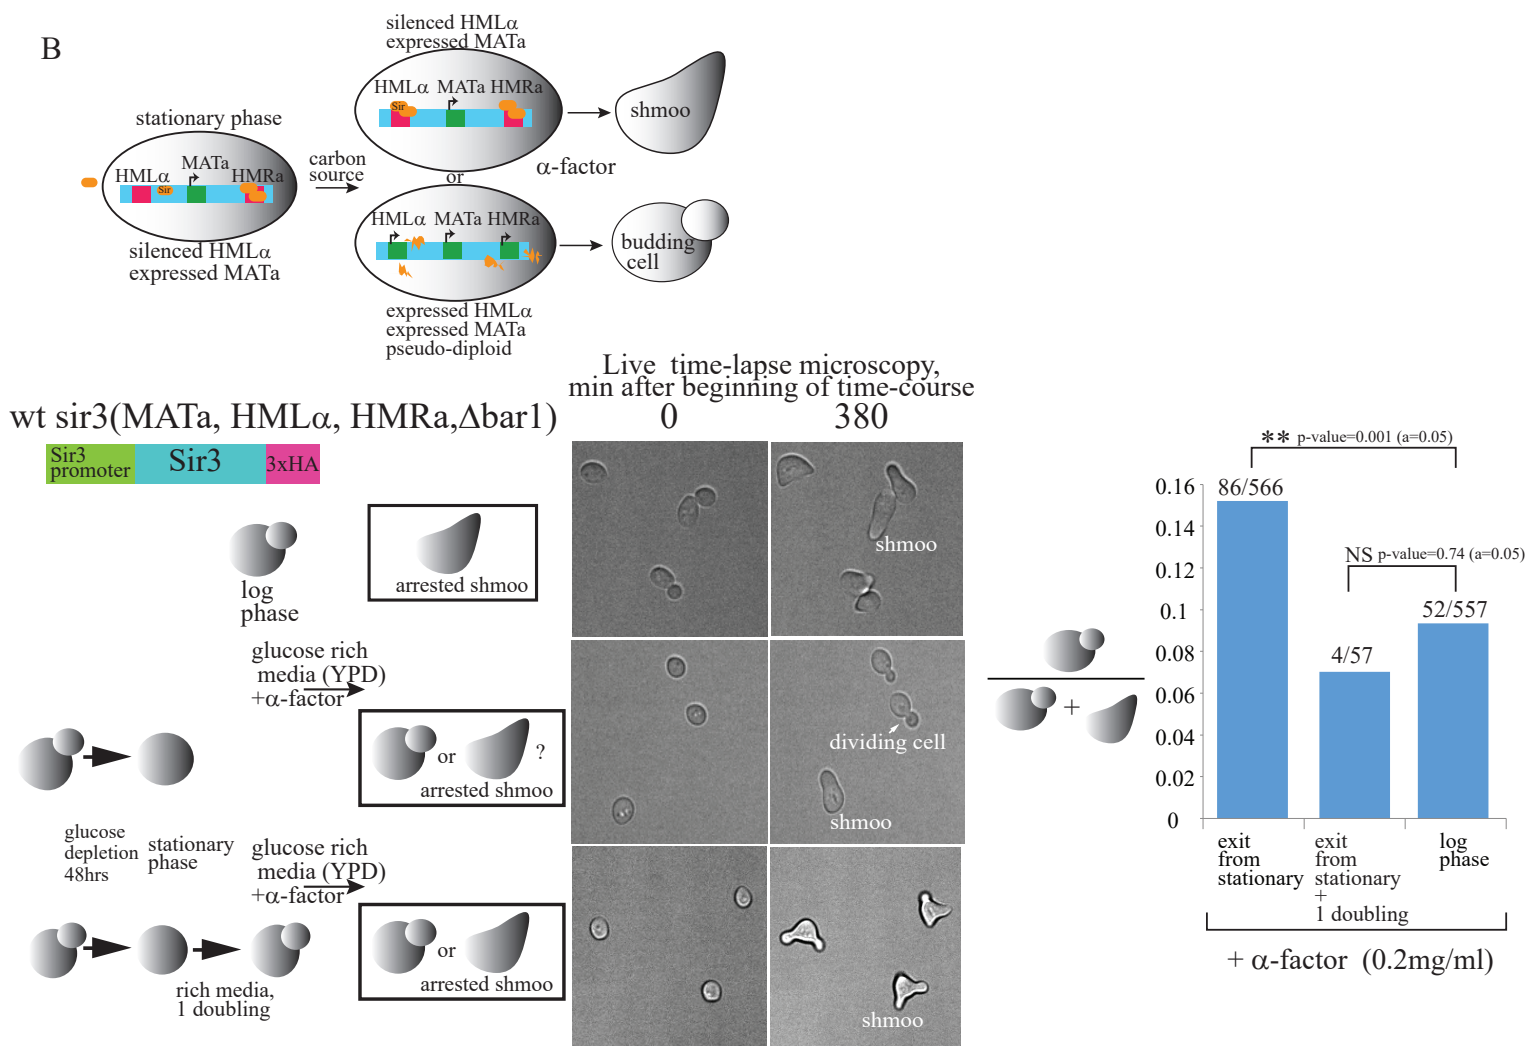 B
silenced HMLα
expressed MATa
HMLα MATa HMRa
Sir
shmoo
stationary phase
HMLα MATa HMRa
Sir
carbon
source
α-factor
or
silenced HMLα
expressed MATa
HMLα MATa HMRa
budding
cell
expressed HMLα
expressed MATa
pseudo-diploid
Live time-lapse microscopy,
min after beginning of time-course
0 380
wt sir3(MATa, HMLα, HMRa,Δbar1)
Sir3
promoter
Sir3
3xHA
log
phase
arrested shmoo
shmoo
glucose rich
media (YPD)
+α-factor
or ?
arrested shmoo
dividing cell
shmoo
glucose
depletion
48hrs
stationary
phase
glucose rich
media (YPD)
+α-factor
or
arrested shmoo
rich media,
1 doubling
shmoo
+
** p-value=0.001 (a=0.05)
NS p-value=0.74 (a=0.05)
86/566
4/57
52/557
0.16
0.14
0.12
0.1
0.08
0.06
0.04
0.02
0
exit
from
stationary
exit
from
stationary
+
1 doubling
log
phase
+ α-factor (0.2mg/ml)